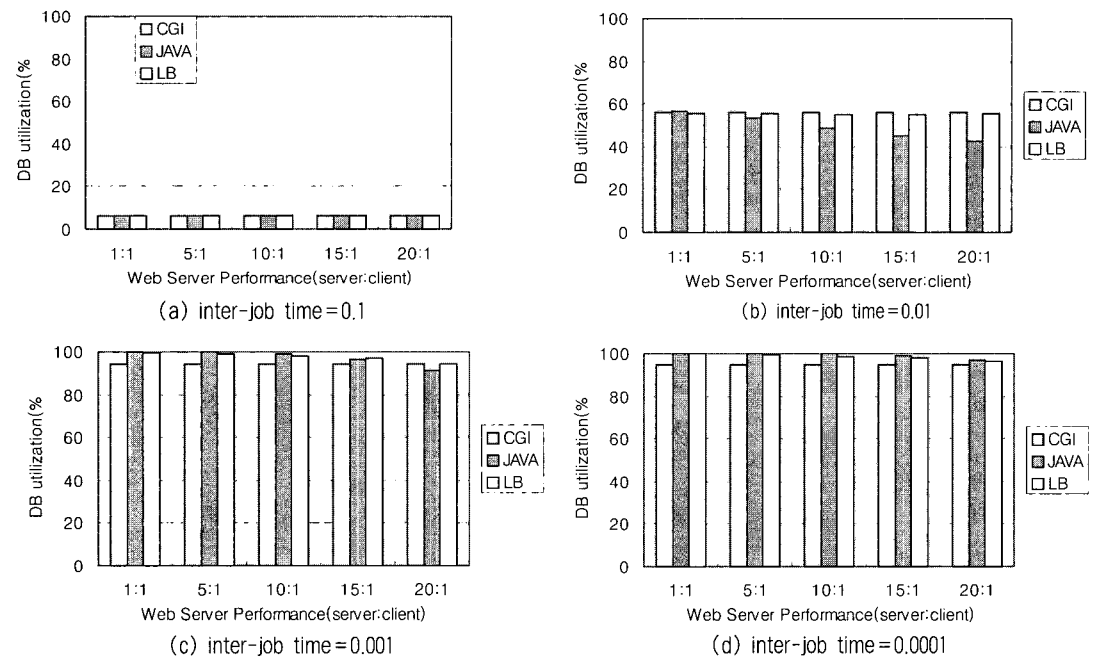 100
80
60
40
20
0
DB utilization(%
CGI
JAVA
LB
1:1 5:1 10:1 15:1 20:1
Web Server Performance(server:client)
(a) inter-job time=0.1
100
80
60
40
20
0
DB utilization(%
CGI
JAVA
LB
1:1 5:1 10:1 15:1 20:1
Web Server Performance(server:client)
(b) inter-job time=0.01
100
80
60
40
20
0
DB utilization(%
CGI
JAVA
LB
1:1 5:1 10:1 15:1 20:1
Web Server Performance(server:client)
(c) inter-job time=0.001
100
80
60
40
20
0
DB utilization(%
CGI
JAVA
LB
1:1 5:1 10:1 15:1 20:1
Web Server Performance(server:client)
(d) inter-job time=0.0001